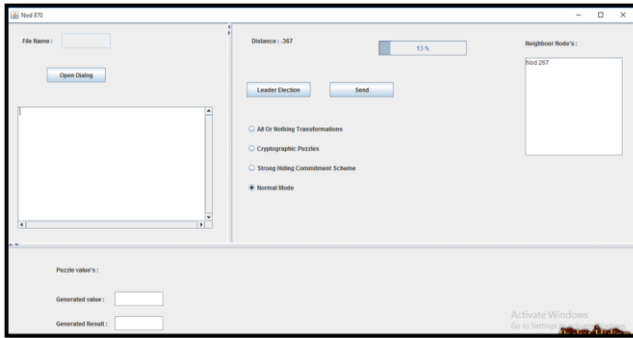 Nod 870
File Name :
Open Dialog
Distance : -367
13 %
Leader Election
Send
All Or Nothing Transformations
Cryptographic Puzzles
Strong Hiding Commitment Scheme
Normal Mode
Neighbour Node's :
Nod 267
Puzzle value's :
Generated value :
Generated Result :
Activate Windows
Go to Settings